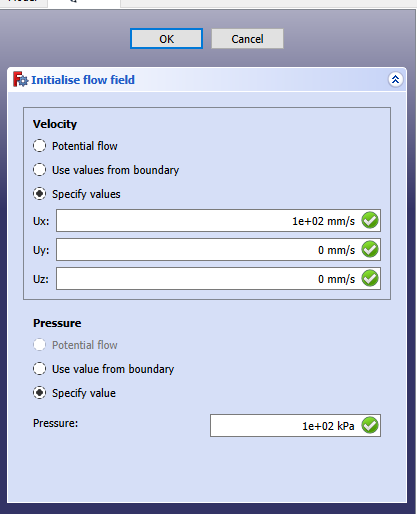 OK
Cancel
Initialise flow field
Velocity
Potential flow
Use values from boundary
Specify values
Ux: 1e+02 mm/s
Uy: 0 mm/s
Uz: 0 mm/s
Pressure
Potential flow
Use value from boundary
Specify value
Pressure: 1e+02 kPa